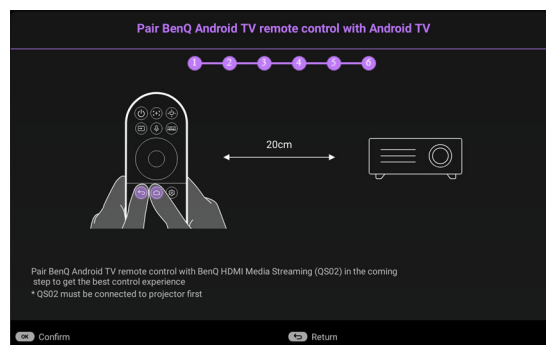 Pair BenQ Android TV remote control with Android TV
1 2 3 4 5 6
20cm
Pair BenQ Android TV remote control with BenQ HDMI Media Streaming (QS02) in the coming
step to get the best control experience
* QS02 must be connected to projector first
OK Confirm Return